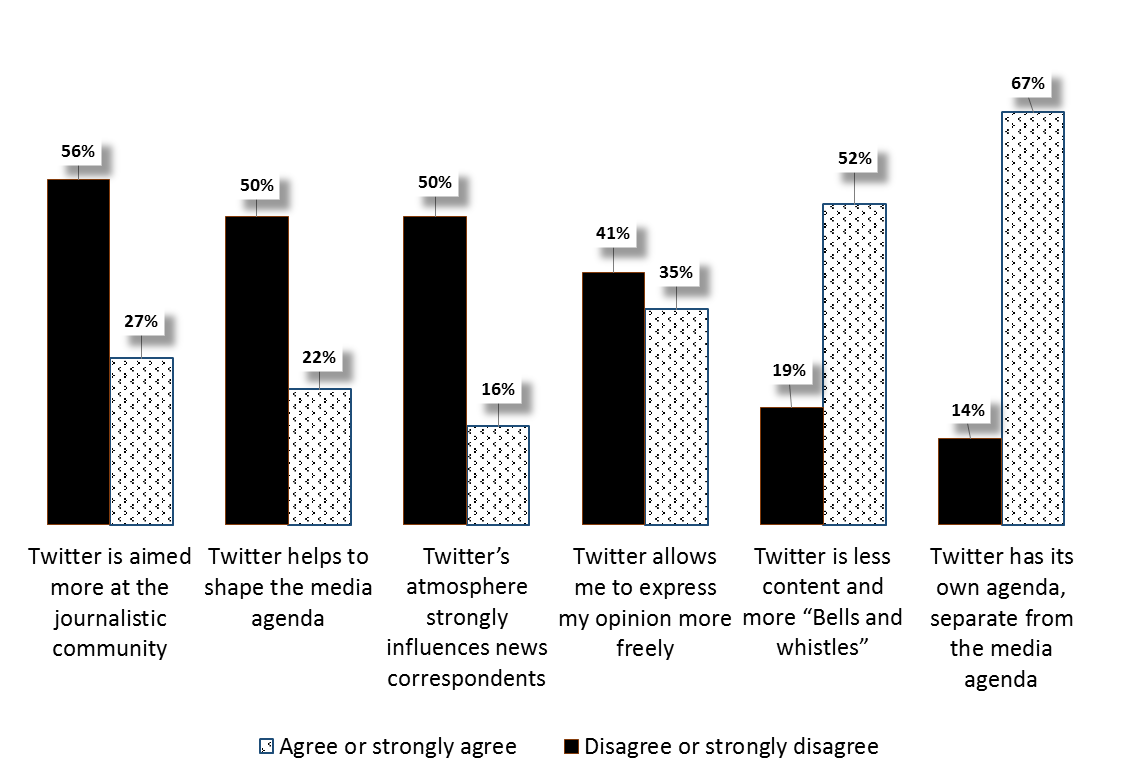 67%
56%
52%
50%
50%
41%
35%
27%
22%
16%
19%
14%
Twitter is aimed
more at the
journalistic
community
Twitter helps to
shape the media
agenda
Twitter’s
atmosphere
strongly
influences news
correspondents
Twitter allows
me to express
my opinion more
freely
Twitter is less
content and
more “Bells and
whistles”
Twitter has its
own agenda,
separate from
the media
agenda
Agree or strongly agree
Disagree or strongly disagree